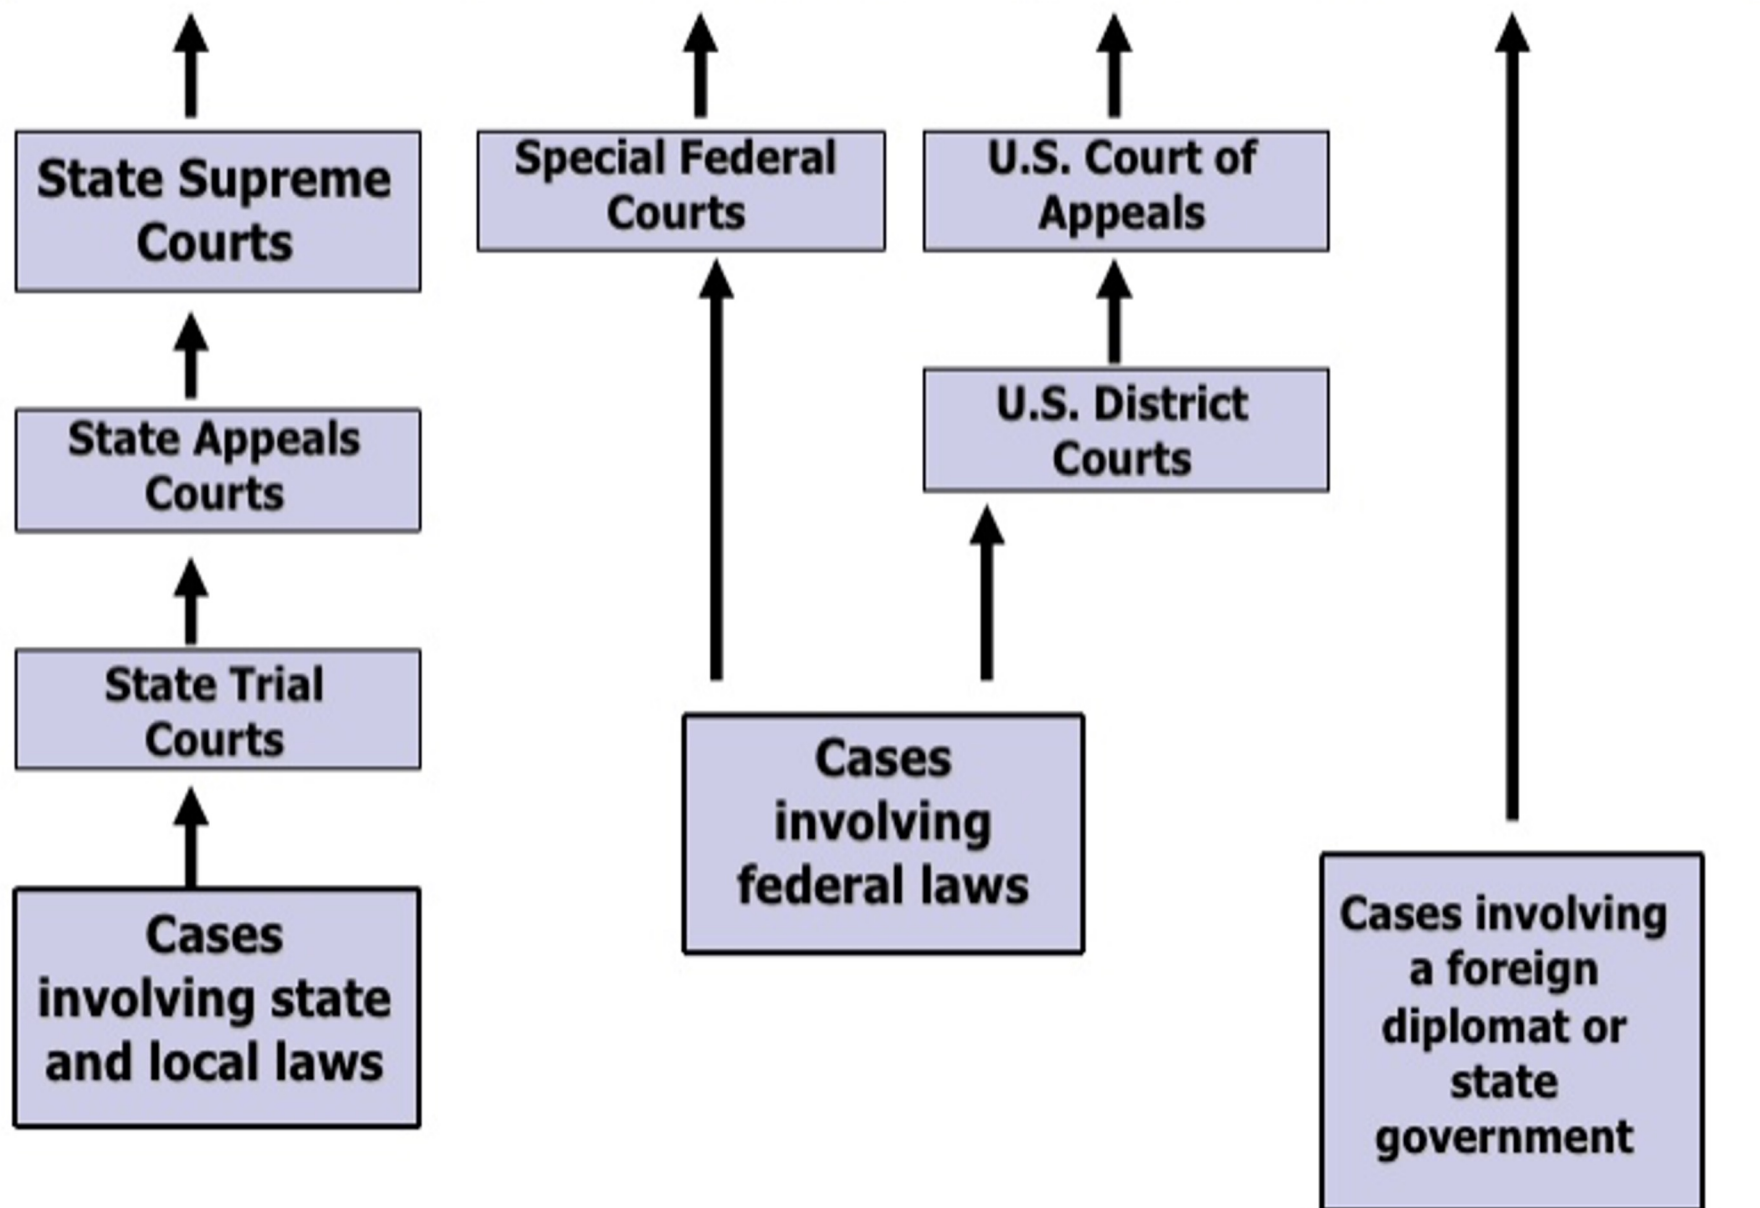 State Supreme
Courts
Special Federal
Courts
U.S. Court of
Appeals
State Appeals
Courts
U.S. District
Courts
State Trial
Courts
Cases
involving
federal laws
Cases
involving state
and local laws
Cases involving
a foreign
diplomat or
state
government